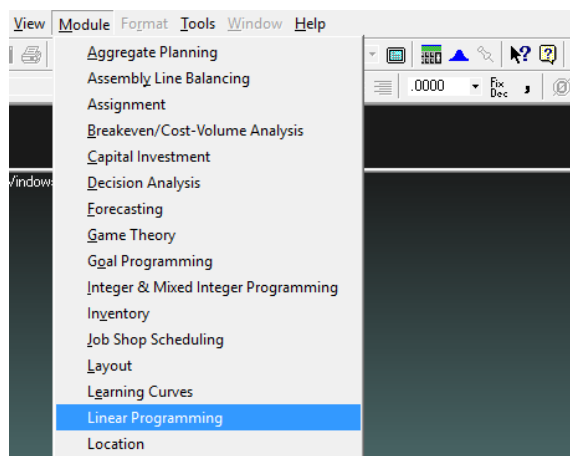 View Module Format Tools Window Help
Aggregate Planning
.0000 Fix Dec ,
Assembly Line Balancing
Assignment
Breakeven/Cost-Volume Analysis
Capital Investment
Decision Analysis
Forecasting
Game Theory
Goal Programming
Integer & Mixed Integer Programming
Inventory
Job Shop Scheduling
Layout
Learning Curves
Linear Programming
Location